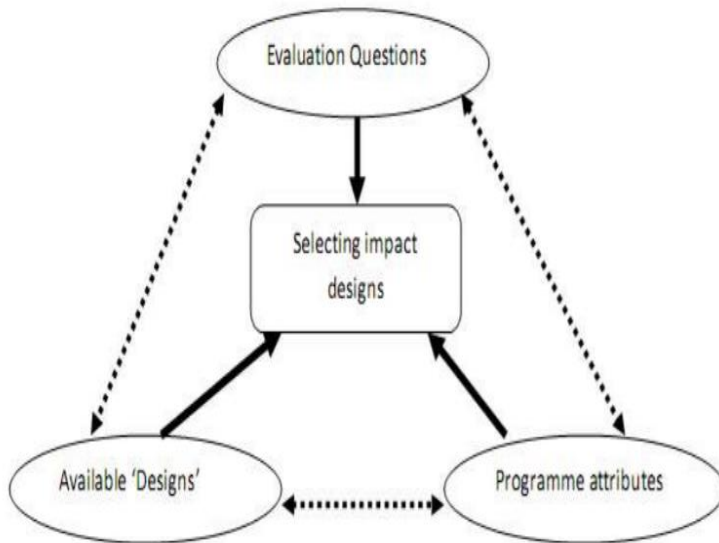 Evaluation Questions
Selecting impact
designs
Available ‘Designs’
Programme attributes